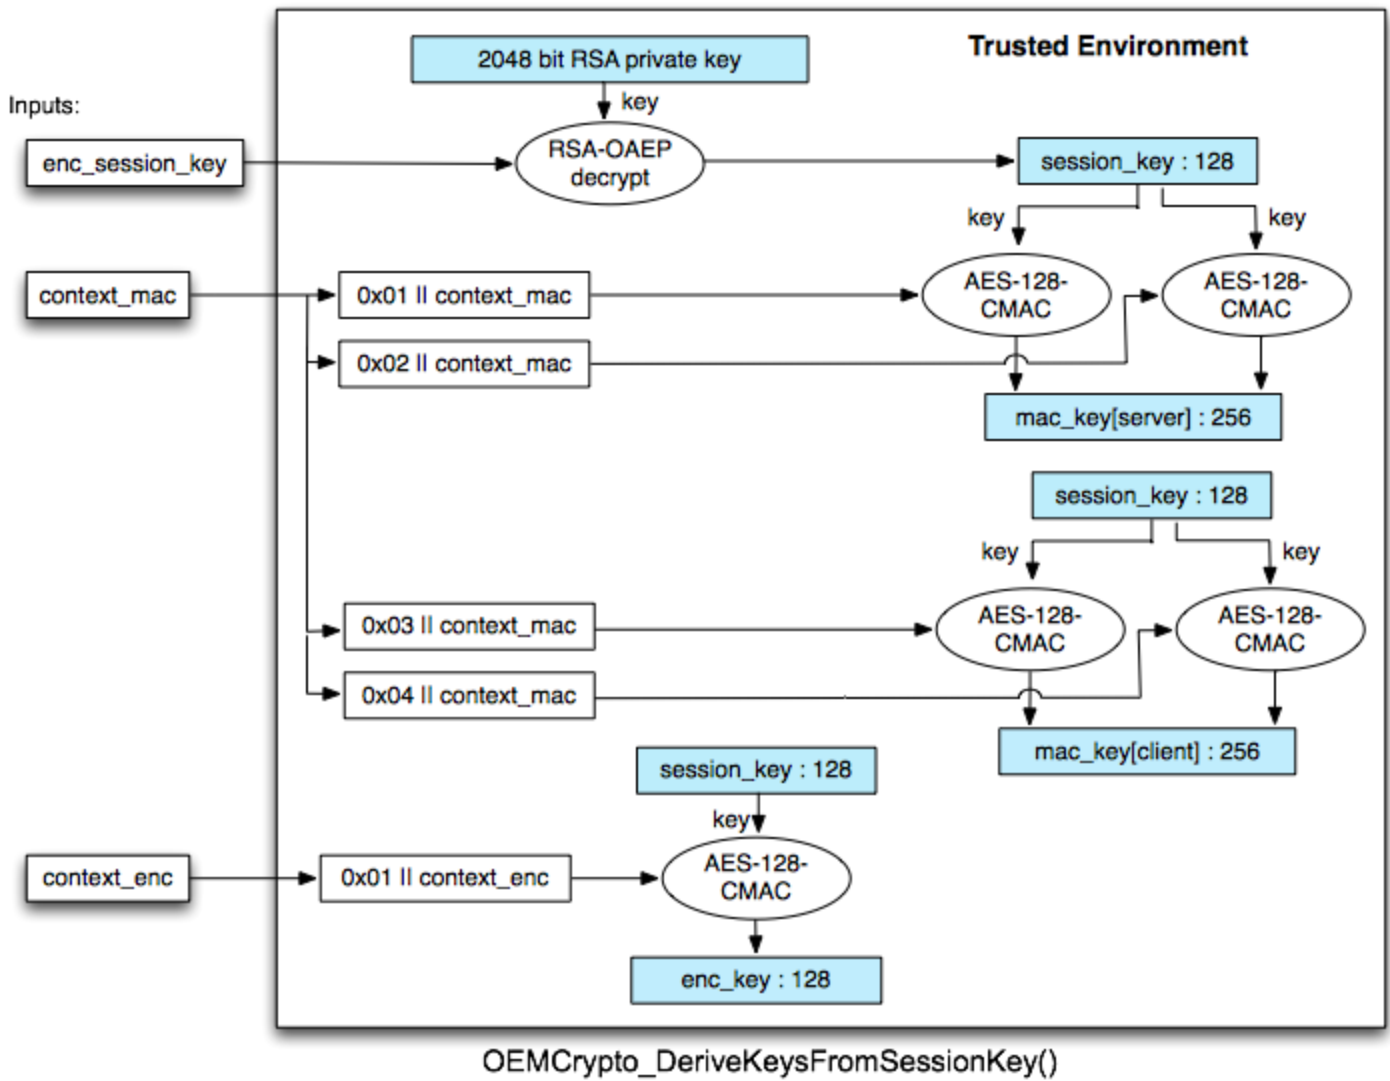 Trusted Environment
2048 bit RSA private key
key
Inputs:
enc_session_key
RSA-OAEP
decrypt
session_key : 128
key
key
context_mac
0x01 || context_mac
AES-128-
CMAC
AES-128-
CMAC
0x02 || context_mac
mac_key[server] : 256
session_key : 128
key
key
0x03 || context_mac
AES-128-
CMAC
AES-128-
CMAC
0x04 || context_mac
mac_key[client] : 256
session_key : 128
key
context_enc
0x01 || context_enc
AES-128-
CMAC
enc_key : 128
OEMCrypto_DeriveKeysFromSessionKey()